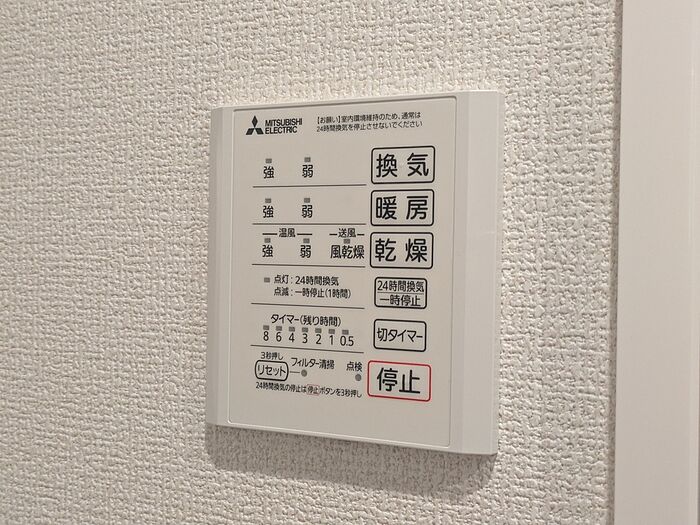 MITSUBISHI
ELECTRIC
【お願い】室内環境維持のため、通常は
24時間換気を停止させないでください
強 弱 換気
強 弱 暖房
温風 送風
強 弱 風乾燥 乾燥
点灯：24時間換気
点滅：一時停止(1時間)
24時間換気
一時停止
タイマー(残り時間)
8 6 4 3 2 1 0.5
切タイマー
3秒押し
リセット フィルター清掃 点検
停止
24時間換気の停止は停止ボタンを3秒押し